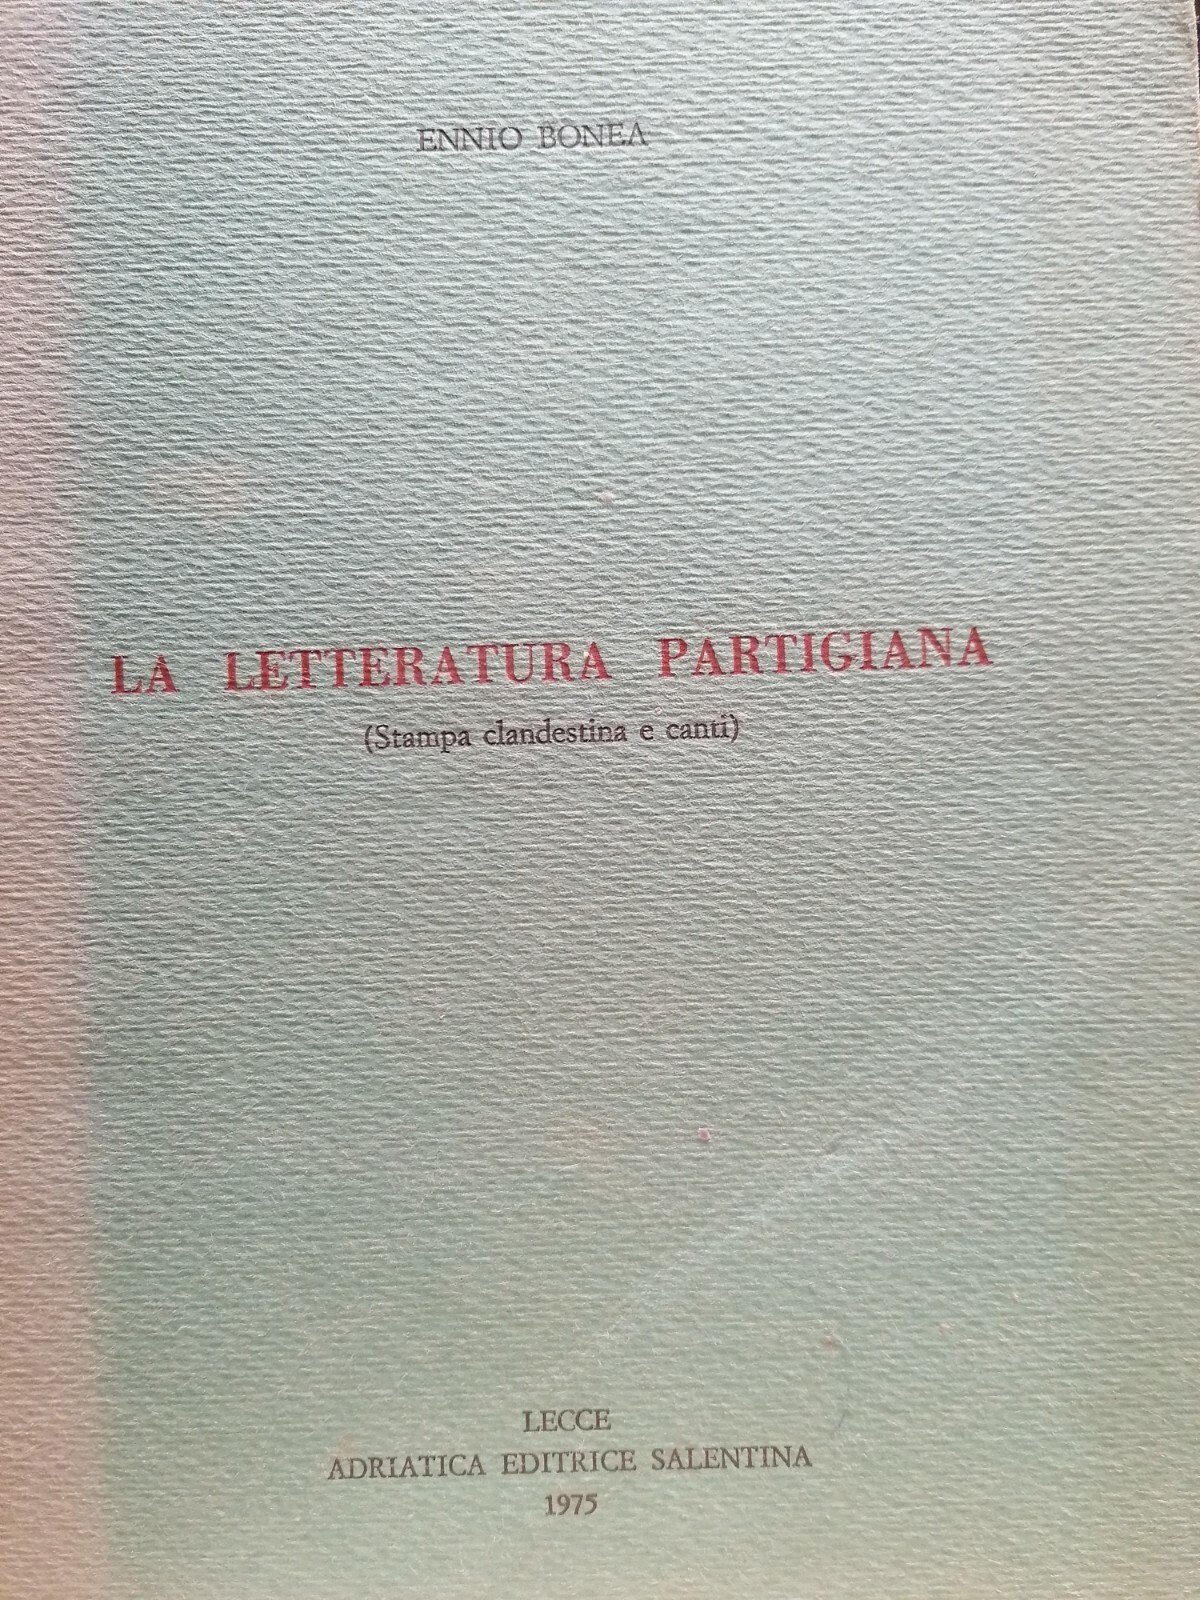 ENNIO BONEA
LA LETTERATURA PARTIGIANA
(Stampa clandestina e canti)
LECCE
ADRIATICA EDITRICE SALENTINA
1975